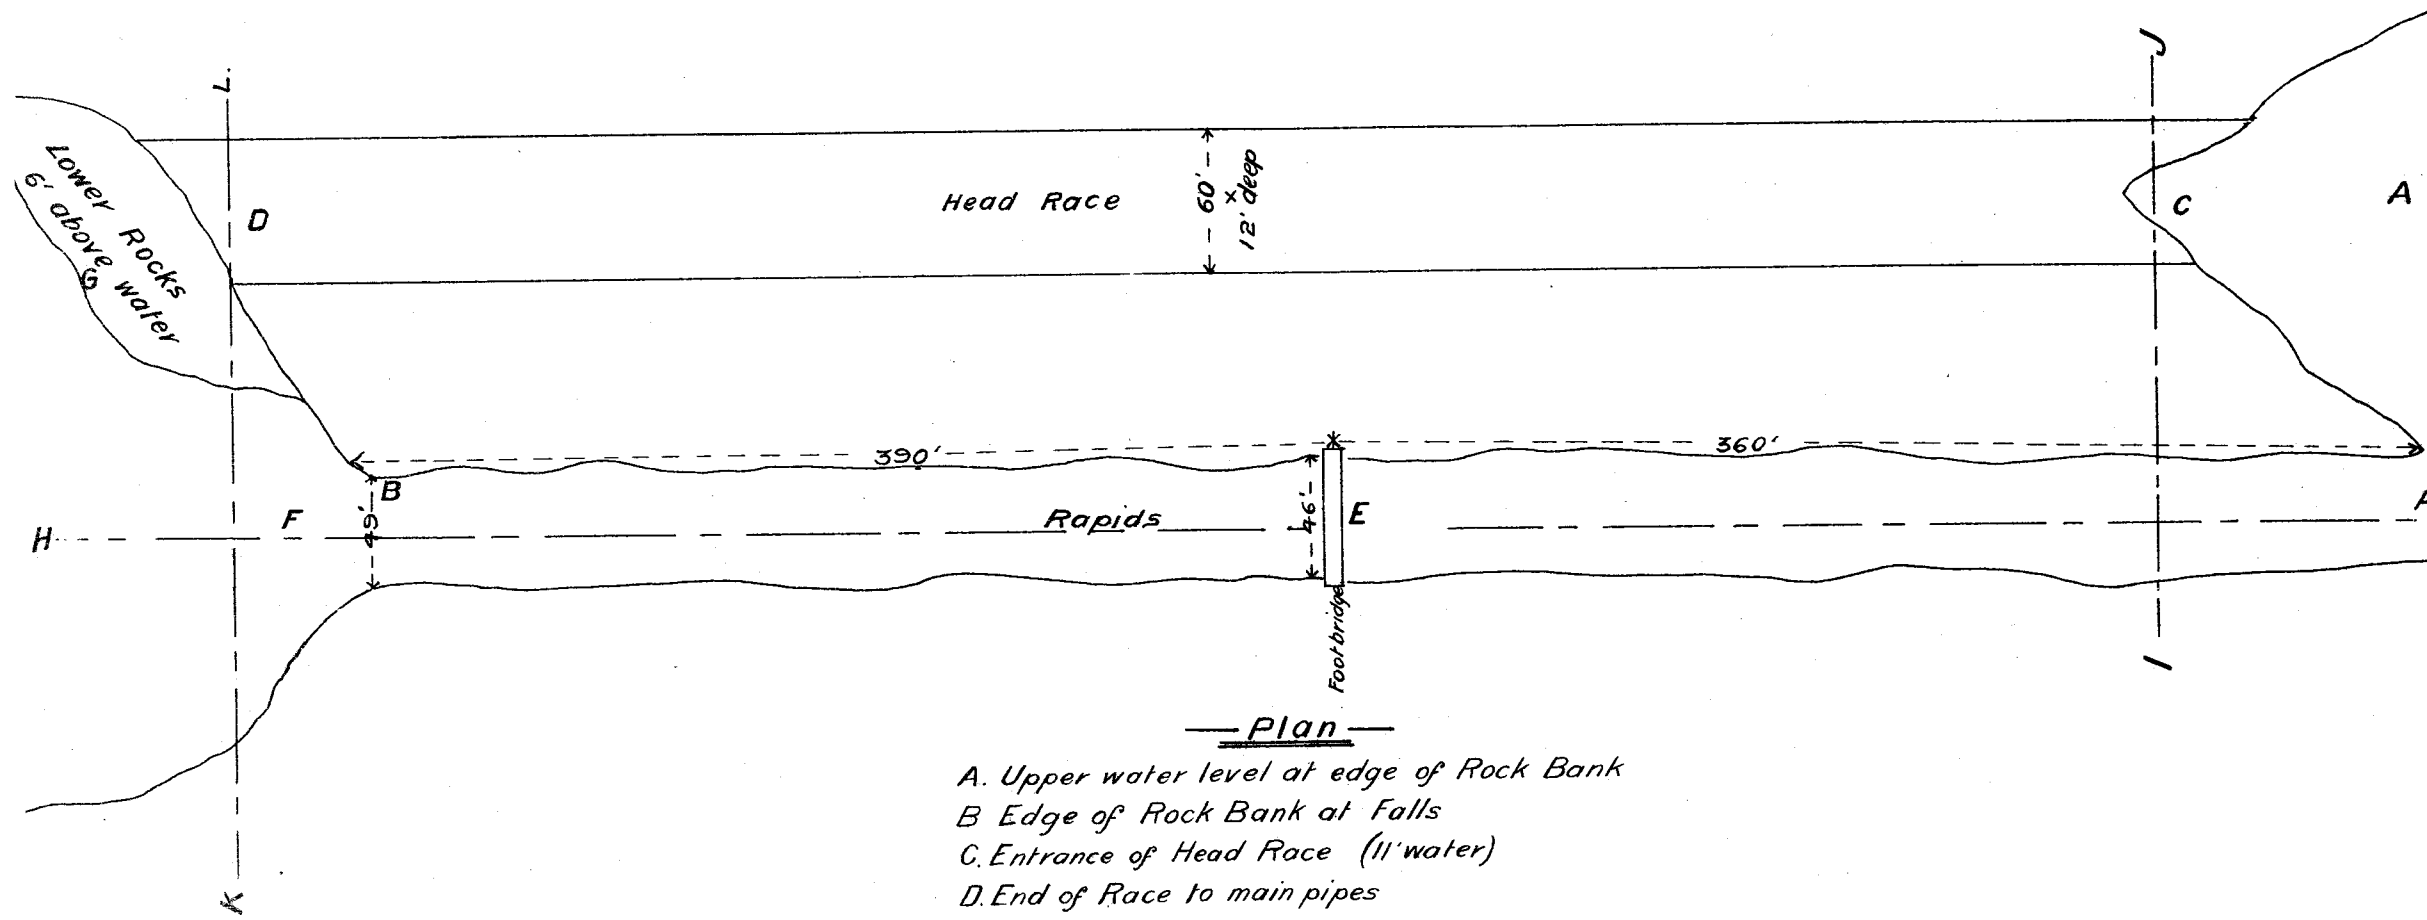 L.
J
Lower Rocks
6' above water
G
D
Head Race
60'
x
12' deep
C
A
390'
360'
B
49'
F
H
Rapids
46'
E
A
Footbridge
I
K
Plan
A. Upper water level at edge of Rock Bank
B Edge of Rock Bank at Falls
C. Entrance of Head Race (11' water)
D. End of Race to main pipes